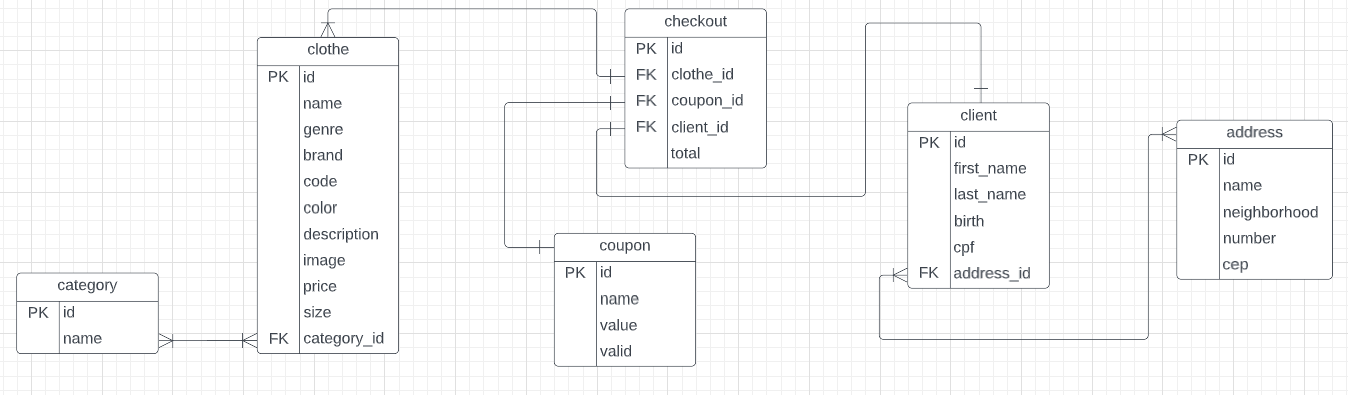 checkout
PK id
FK clothe_id
FK coupon_id
FK client_id
total
clothe
PK id
name
genre
brand
code
color
description
image
price
size
FK category_id
client
PK id
first_name
last_name
birth
cpf
FK address_id
address
PK id
name
neighborhood
number
cep
coupon
PK id
name
value
valid
category
PK id
name